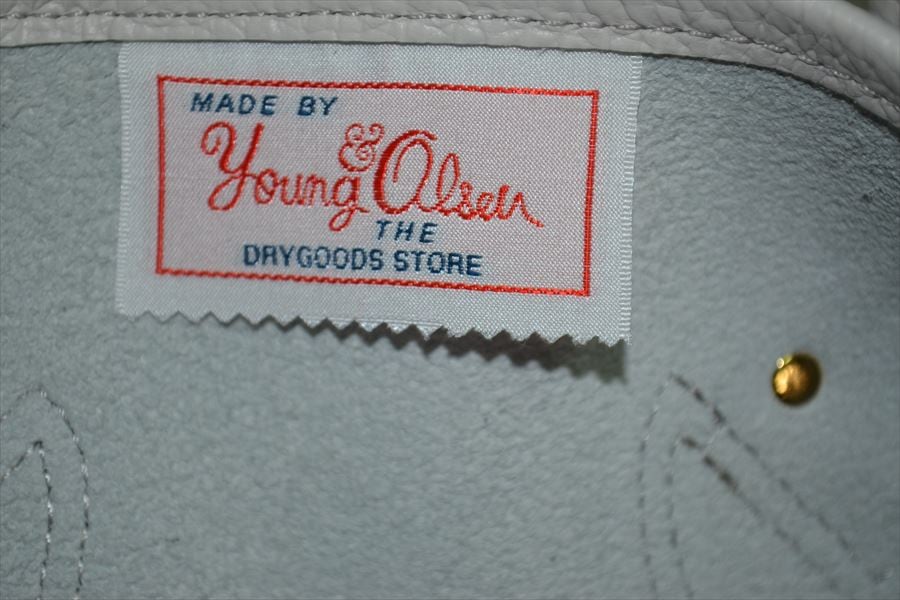 MADE BY
Young & Olsen
THE
DRYGOODS STORE